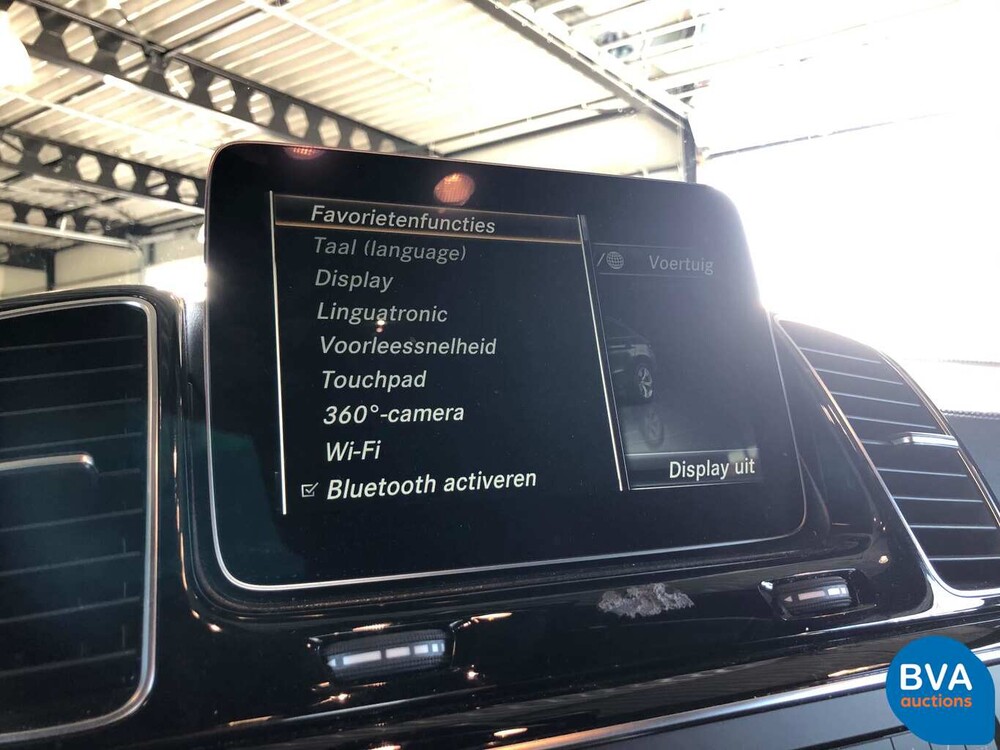 Favorietenfuncties
Taal (language)
Display
Linguatronic
Voorleessnelheid
Touchpad
360°-camera
Wi-Fi
Bluetooth activeren
Voertuig
Display uit
BVA
auctions